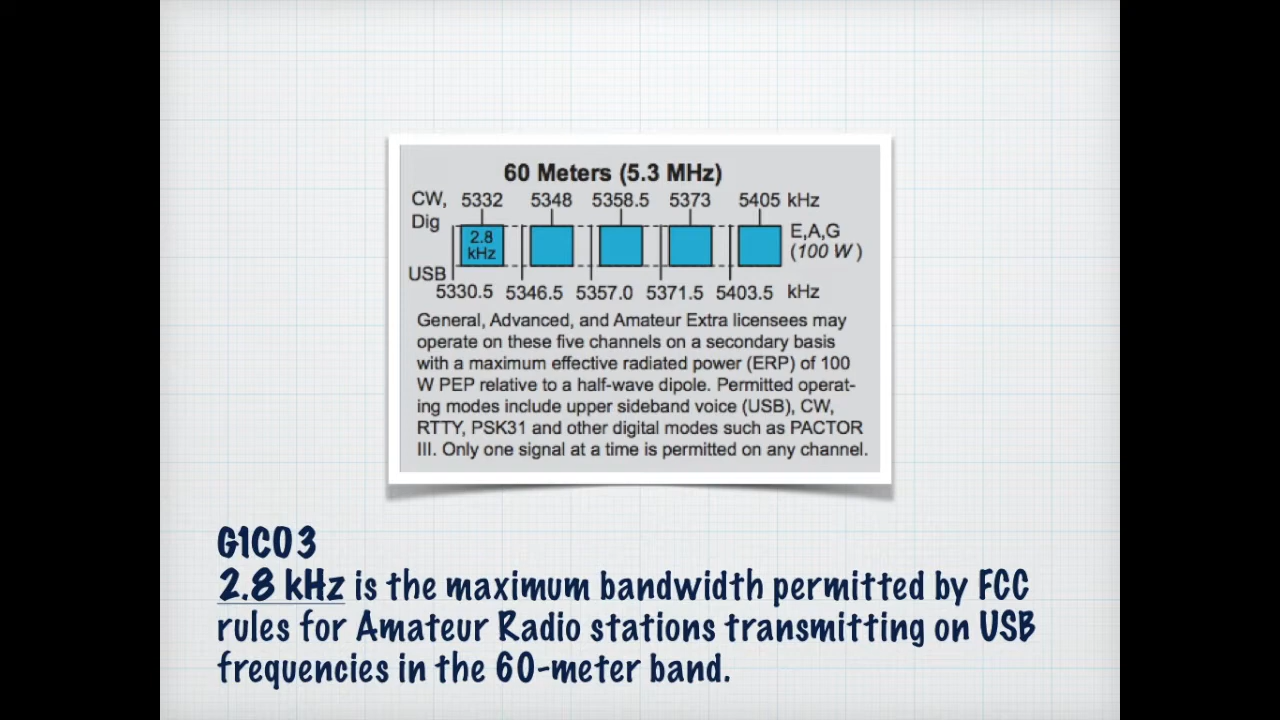 60 Meters (5.3 MHz)
CW, 5332 5348 5358.5 5373 5405 kHz
Dig
2.8
kHz
E,A,G
(100 W )
USB
5330.5 5346.5 5357.0 5371.5 5403.5 kHz
General, Advanced, and Amateur Extra licensees may
operate on these five channels on a secondary basis
with a maximum effective radiated power (ERP) of 100
W PEP relative to a half-wave dipole. Permitted operat-
ing modes include upper sideband voice (USB), CW,
RTTY, PSK31 and other digital modes such as PACTOR
III. Only one signal at a time is permitted on any channel.
G1C03
2.8 kHz is the maximum bandwidth permitted by FCC
rules for Amateur Radio stations transmitting on USB
frequencies in the 60-meter band.